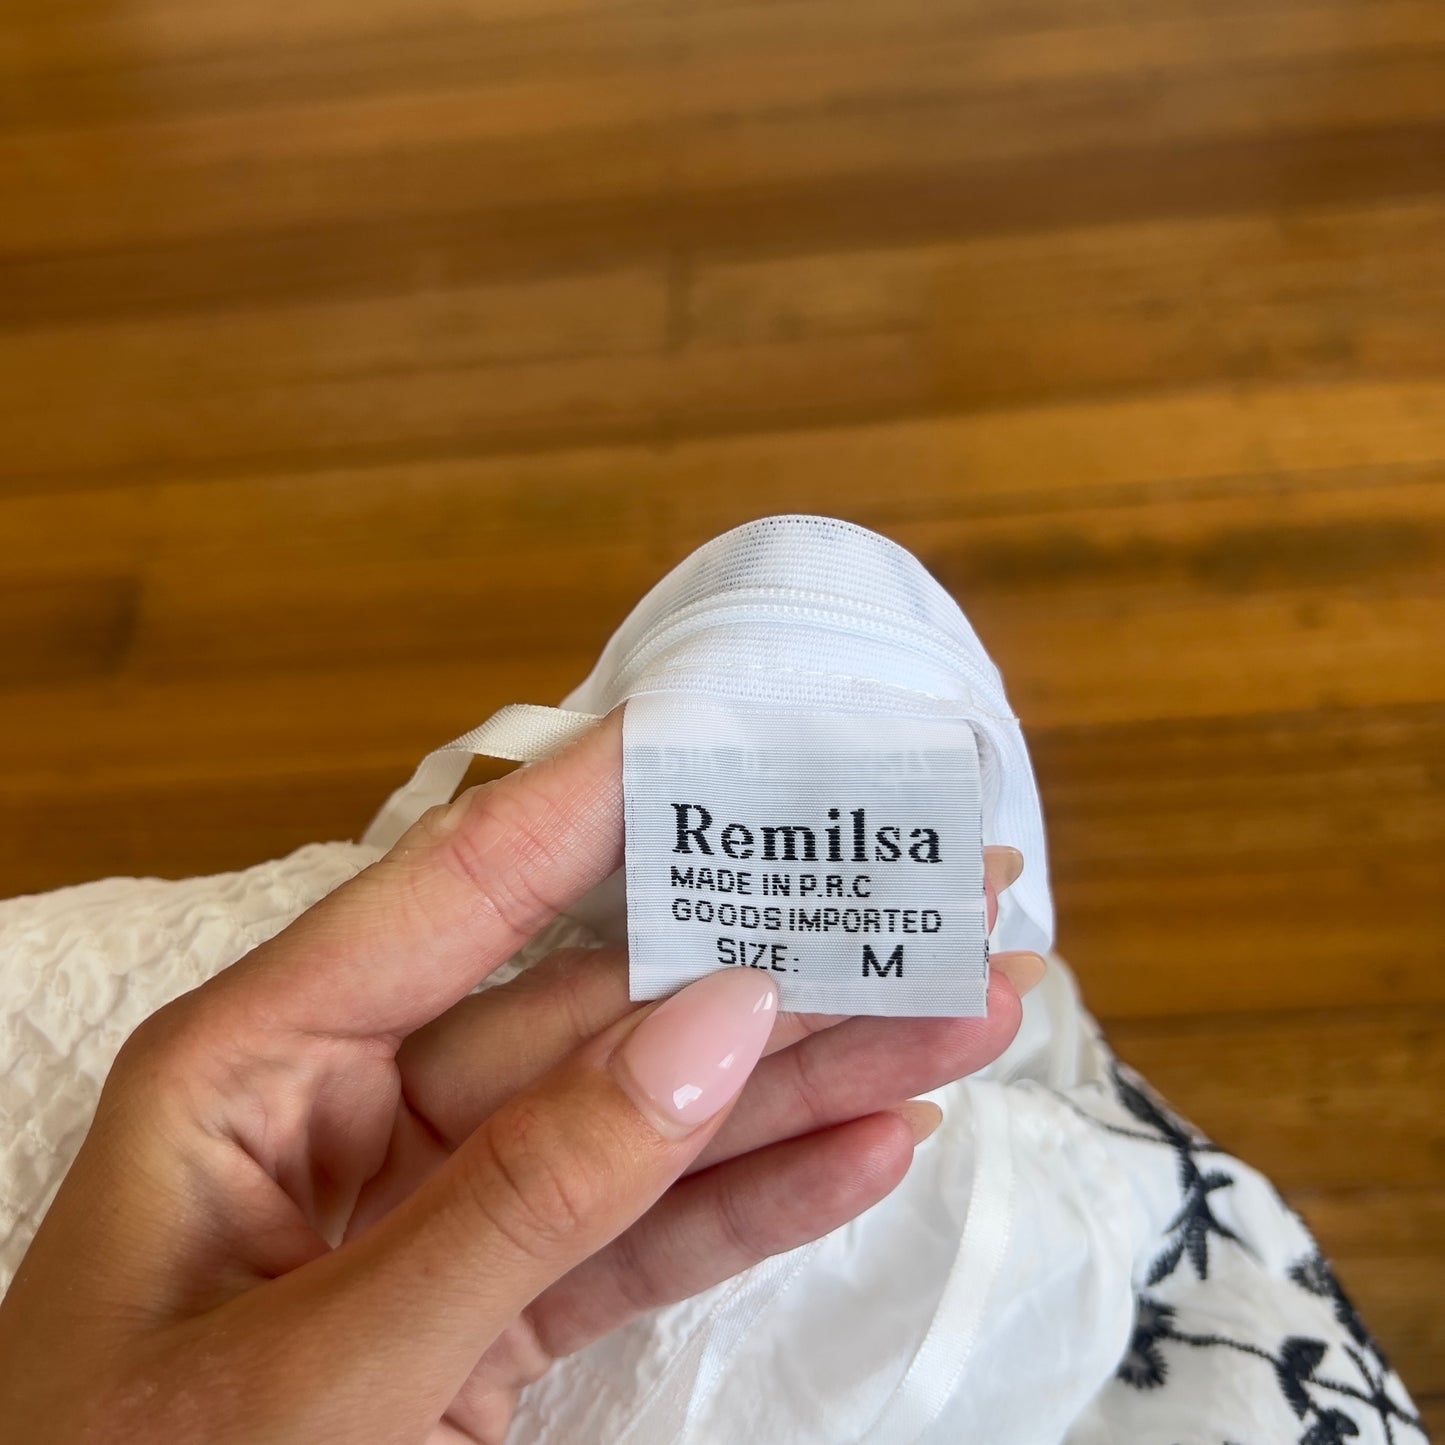 Remilsa
MADE IN P.R.C
GOODS IMPORTED
SIZE: M